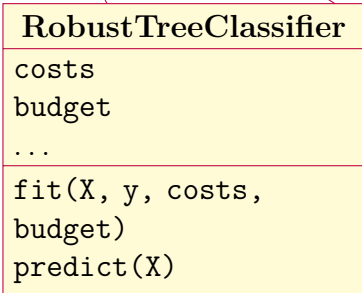 RobustTreeClassifier
costs
budget
...
fit(X, y, costs,
budget)
predict(X)